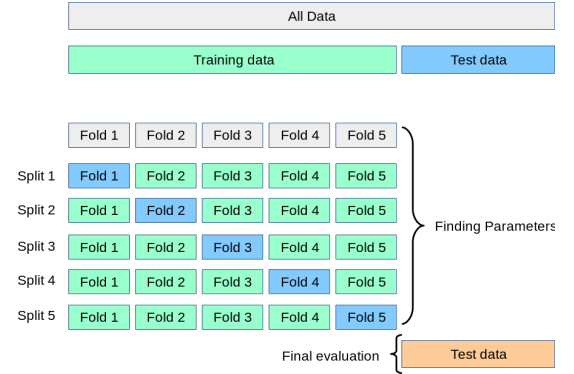 All Data
Training data Test data
Fold 1 Fold 2 Fold 3 Fold 4 Fold 5
Split 1 Fold 1 Fold 2 Fold 3 Fold 4 Fold 5
Split 2 Fold 1 Fold 2 Fold 3 Fold 4 Fold 5
Finding Parameters
Split 3 Fold 1 Fold 2 Fold 3 Fold 4 Fold 5
Split 4 Fold 1 Fold 2 Fold 3 Fold 4 Fold 5
Split 5 Fold 1 Fold 2 Fold 3 Fold 4 Fold 5
Final evaluation Test data